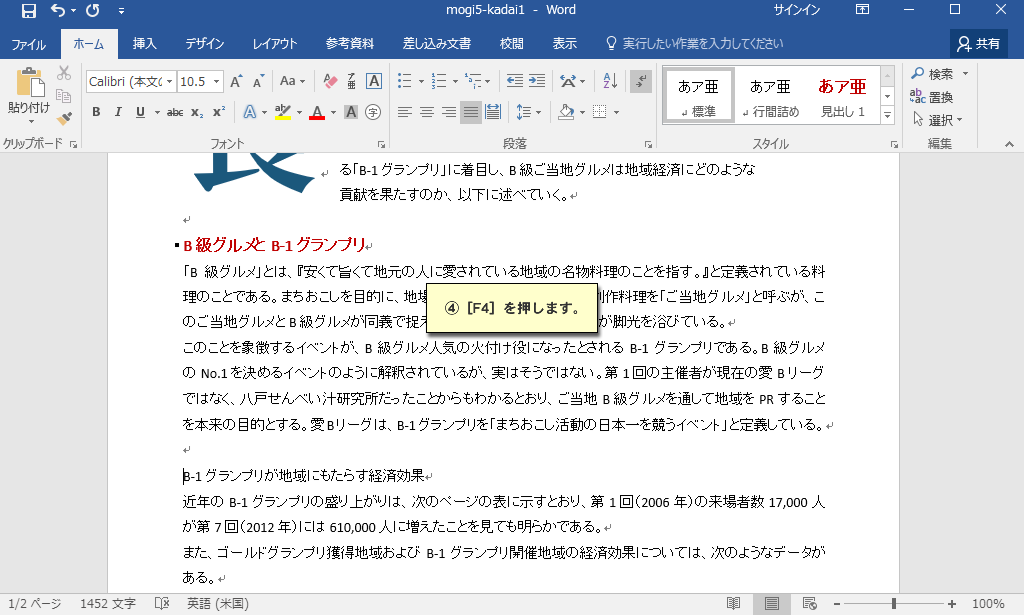 mogi5-kadai1 - Word
サインイン
ファイル ホーム 挿入 デザイン レイアウト 参考資料 差し込み文書 校閲 表示 実行したい作業を入力してください 共有
貼り付け
クリップボード
Calibri (本文の 10.5
A A Aa 亜 A
B I U abc x₂ x² A ab A A 字
フォント
段落
あア亜 あア亜 あア亜
標準 行間詰め 見出し 1
スタイル
検索
置換
選択
編集
る「B-1 グランプリ」に着目し、B 級ご当地グルメは地域経済にどのような
貢献を果たすのか、以下に述べていく。
B 級グルメと B-1 グランプリ
「B 級グルメ」とは、『安くて旨くて地元の人に愛されている地域の名物料理のことを指す。』と定義されている料
理のことである。まちおこしを目的に、地場 創作料理を「ご当地グルメ」と呼ぶが、こ
のご当地グルメと B 級グルメが同義で捉え が脚光を浴びている。
④［F4］を押します。
このことを象徴するイベントが、B 級グルメ人気の火付け役になったとされる B-1 グランプリである。B 級グルメ
の No.1 を決めるイベントのように解釈されているが、実はそうではない。第 1 回の主催者が現在の愛 B リーグ
ではなく、八戸せんべい汁研究所だったことからもわかるとおり、ご当地 B 級グルメを通して地域を PR すること
を本来の目的とする。愛 B リーグは、B-1 グランプリを「まちおこし活動の日本一を競うイベント」と定義している。
B-1 グランプリが地域にもたらす経済効果
近年の B-1 グランプリの盛り上がりは、次のページの表に示すとおり、第 1 回（2006 年）の来場者数 17,000 人
が第 7 回（2012 年）には 610,000 人に増えたことを見ても明らかである。
また、ゴールドグランプリ獲得地域および B-1 グランプリ開催地域の経済効果については、次のようなデータが
ある。
1/2 ページ 1452 文字 英語 (米国) 100%